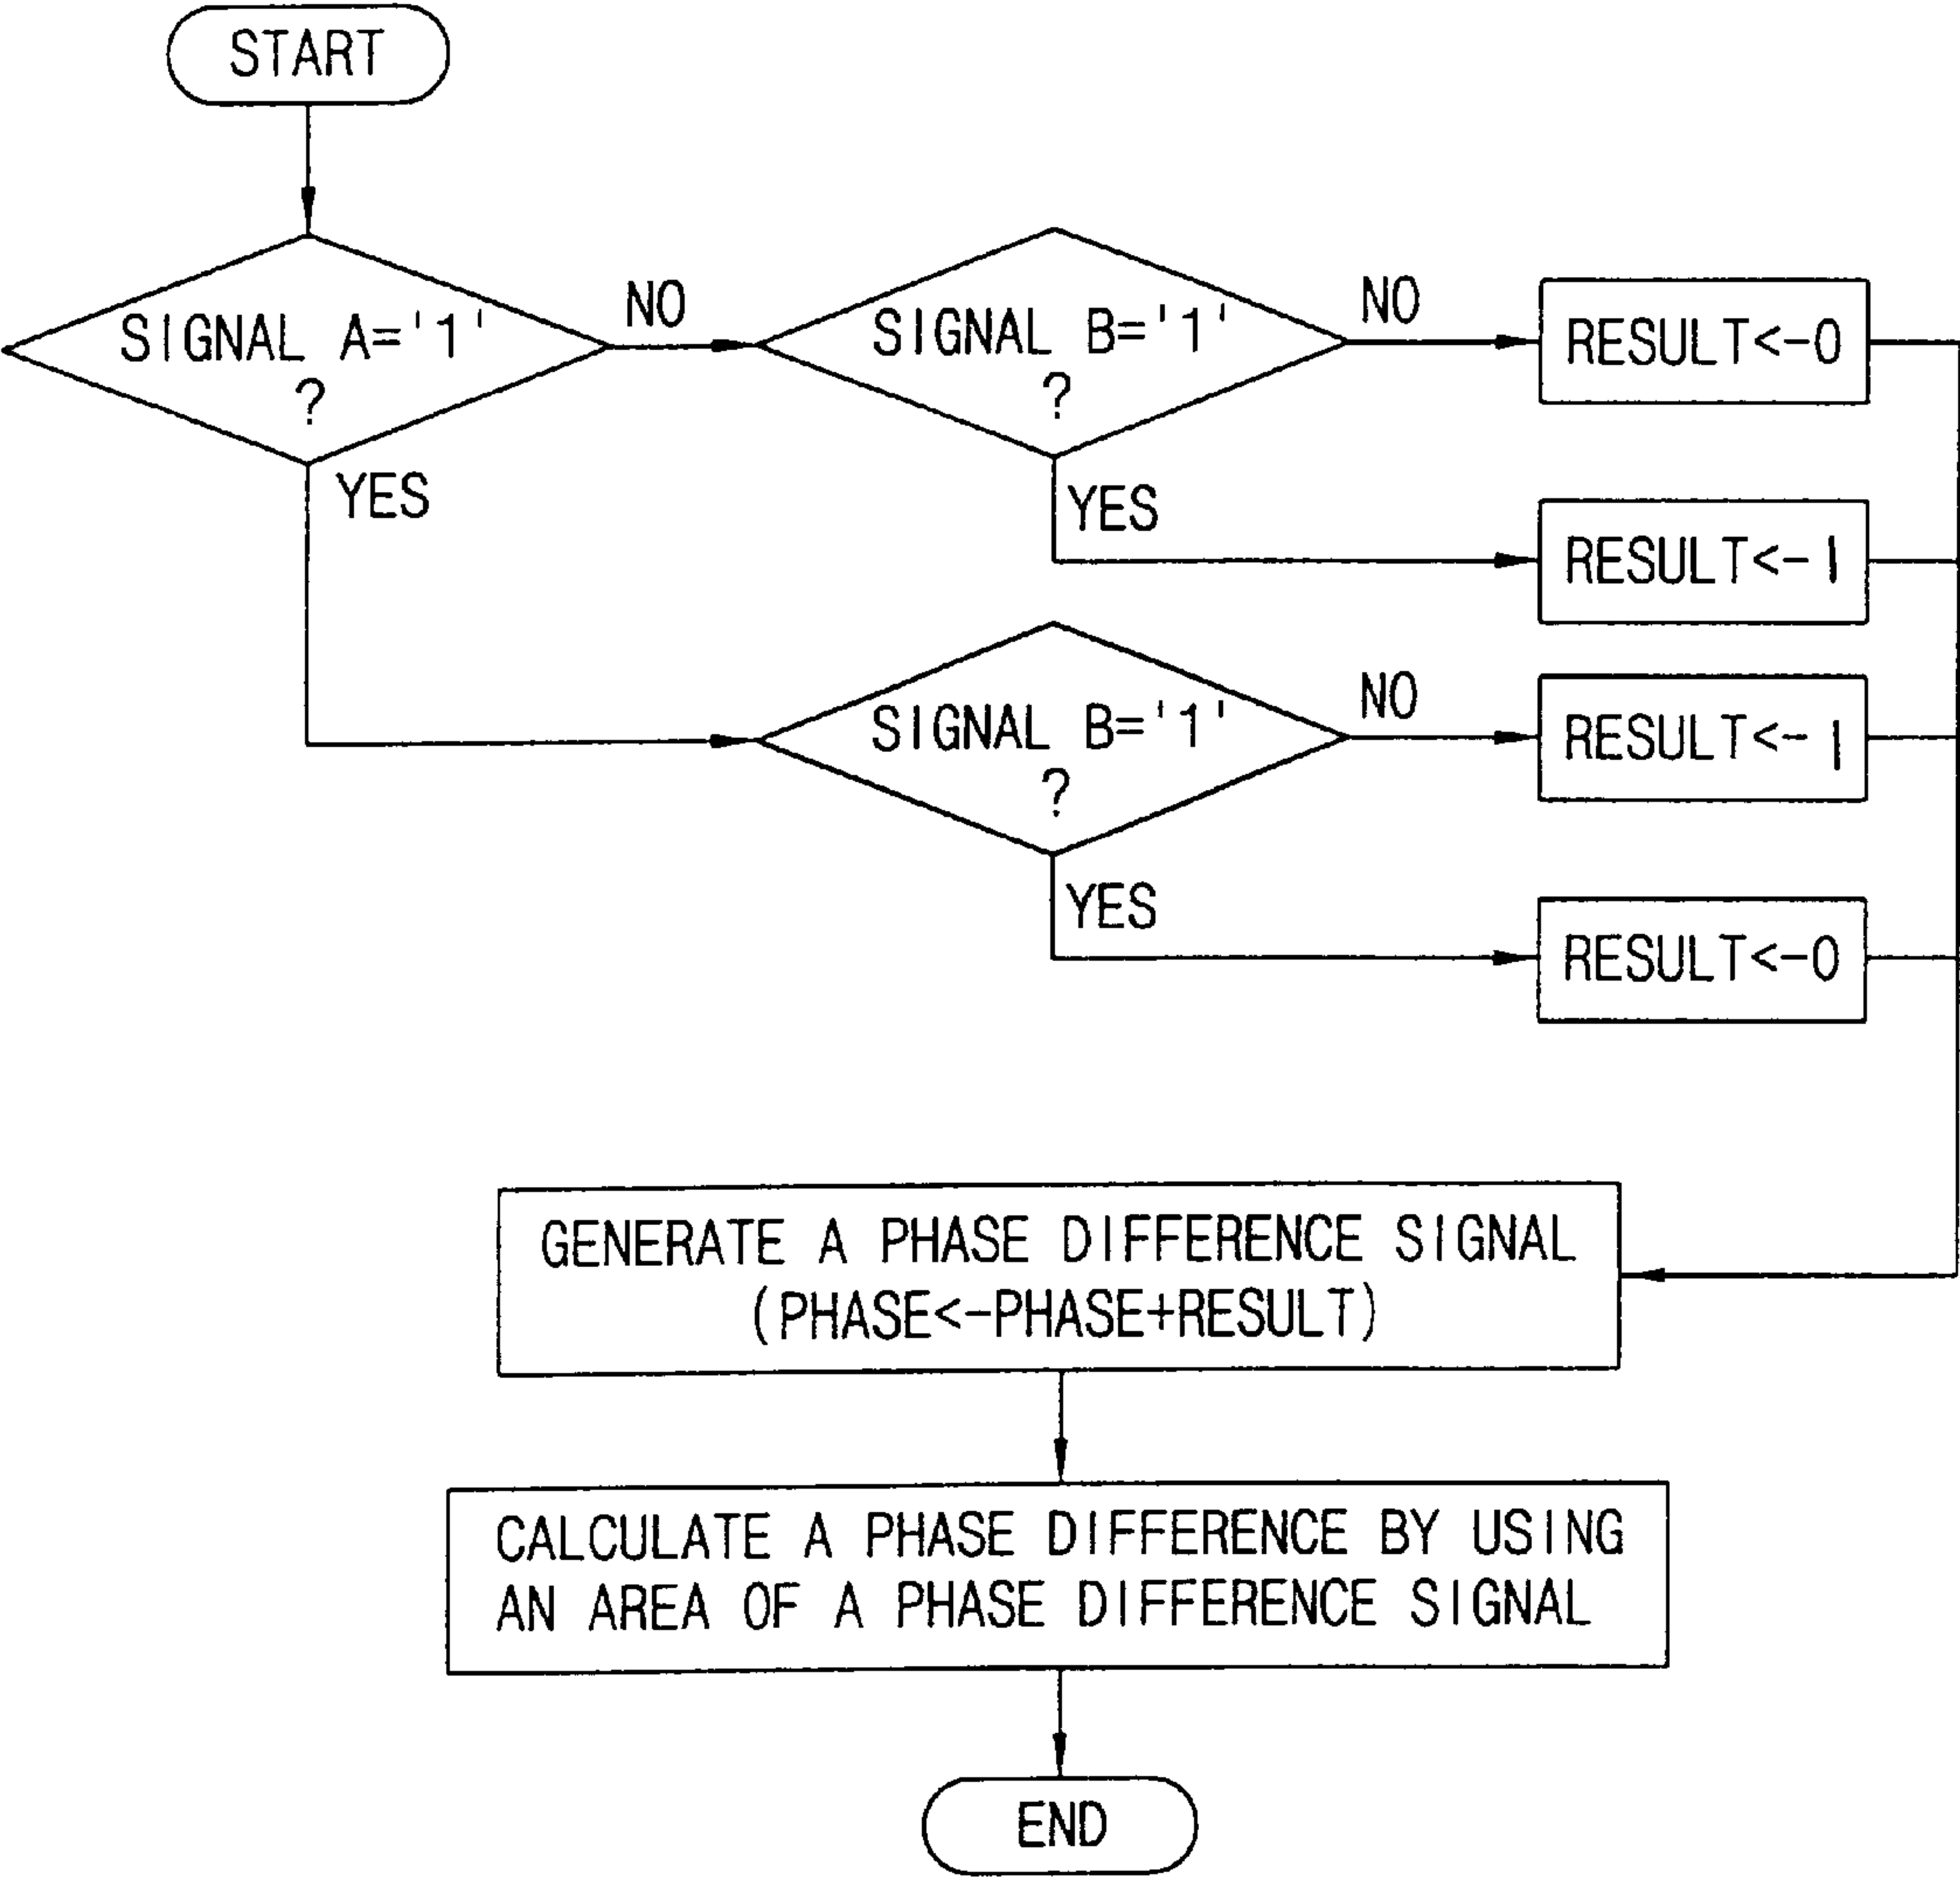 START
SIGNAL A='1'
?
NO
YES
SIGNAL B='1'
?
NO
YES
RESULT<-0
RESULT<-1
SIGNAL B='1'
?
NO
YES
RESULT<-1
RESULT<-0
GENERATE A PHASE DIFFERENCE SIGNAL
(PHASE<-PHASE+RESULT)
CALCULATE A PHASE DIFFERENCE BY USING
AN AREA OF A PHASE DIFFERENCE SIGNAL
END